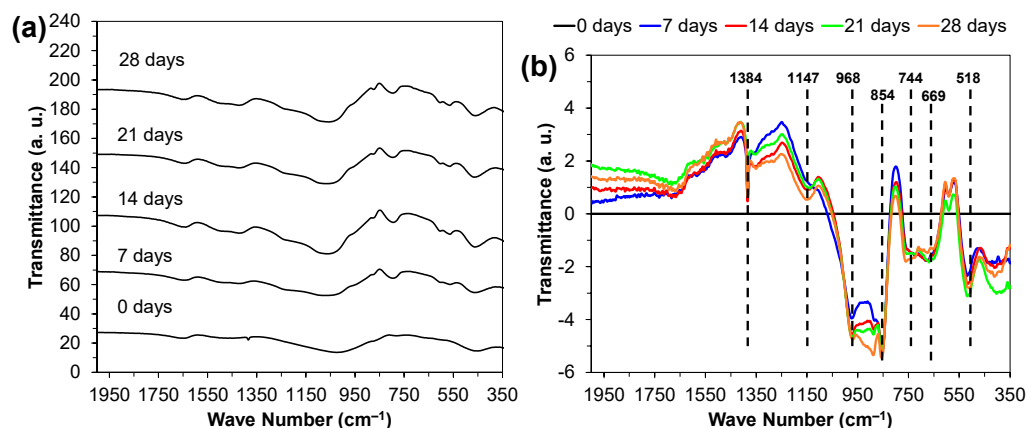 (a)
240
220
200
180
160
140
120
100
80
60
40
20
0
Transmittance (a. u.)
28 days
21 days
14 days
7 days
0 days
1950 1750 1550 1350 1150 950 750 550 350
Wave Number (cm⁻¹)
0 days 7 days 14 days 21 days 28 days
(b)
6
4
2
0
-2
-4
-6
Transmittance (a. u.)
1384 1147 968 744 518
854 669
1950 1750 1550 1350 1150 950 750 550 350
Wave Number (cm⁻¹)